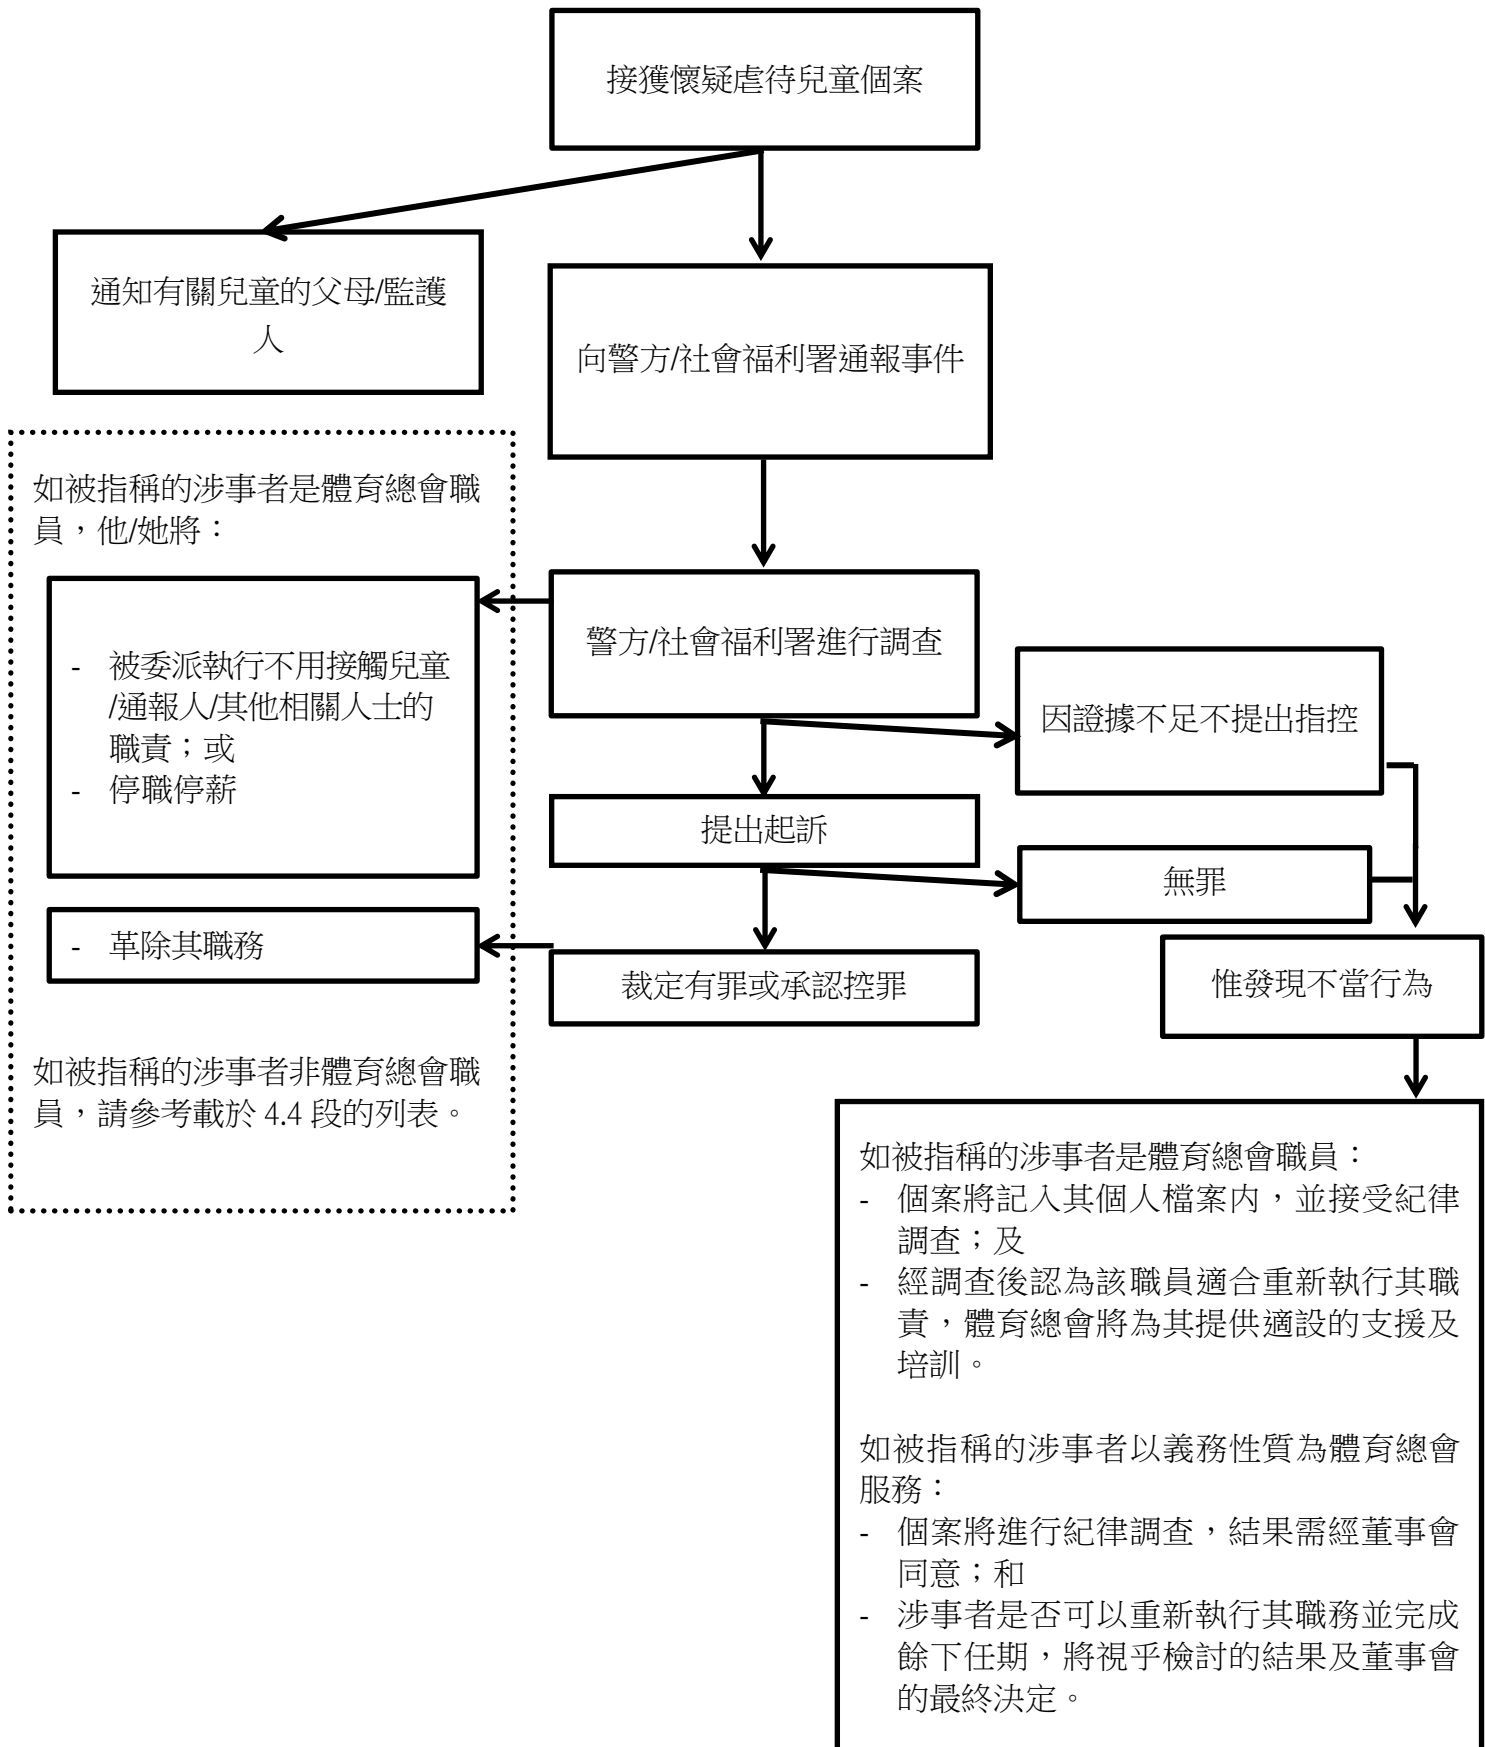 接獲懷疑虐待兒童個案
通知有關兒童的父母/監護
人
向警方/社會福利署通報事件
如被指稱的涉事者是體育總會職
員，他/她將：
警方/社會福利署進行調查
- 被委派執行不用接觸兒童
/通報人/其他相關人士的
職責；或
- 停職停薪
因證據不足不提出指控
提出起訴
無罪
- 革除其職務
裁定有罪或承認控罪
惟發現不當行為
如被指稱的涉事者非體育總會職
員，請參考載於 4.4 段的列表。
如被指稱的涉事者是體育總會職員：
- 個案將記入其個人檔案內，並接受紀律
調查；及
- 經調查後認為該職員適合重新執行其職
責，體育總會將為其提供適設的支援及
培訓。
如被指稱的涉事者以義務性質為體育總會
服務：
- 個案將進行紀律調查，結果需經董事會
同意；和
- 涉事者是否可以重新執行其職務並完成
餘下任期，將視乎檢討的結果及董事會
的最終決定。